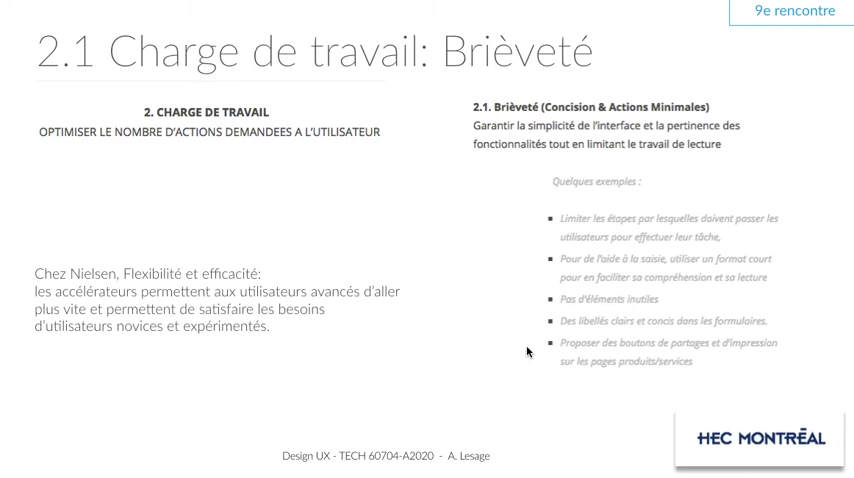 9e rencontre
2.1 Charge de travail: Brièveté
2. CHARGE DE TRAVAIL
OPTIMISER LE NOMBRE D'ACTIONS DEMANDEES A L'UTILISATEUR
Chez Nielsen, Flexibilité et efficacité:
les accélérateurs permettent aux utilisateurs avancés d'aller
plus vite et permettent de satisfaire les besoins
d'utilisateurs novices et expérimentés.
2.1. Brièveté (Concision & Actions Minimales)
Garantir la simplicité de l'interface et la pertinence des
fonctionnalités tout en limitant le travail de lecture
Quelques exemples :
Limiter les étapes par lesquelles doivent passer les
utilisateurs pour effectuer leur tâche,
Pour de l'aide à la saisie, utiliser un format court
pour en faciliter sa compréhension et sa lecture
Pas d'éléments inutiles
Des libellés clairs et concis dans les formulaires.
Proposer des boutons de partages et d'impression
sur les pages produits/services
Design UX - TECH 60704-A2020 - A. Lesage
HEC MONTRÉAL